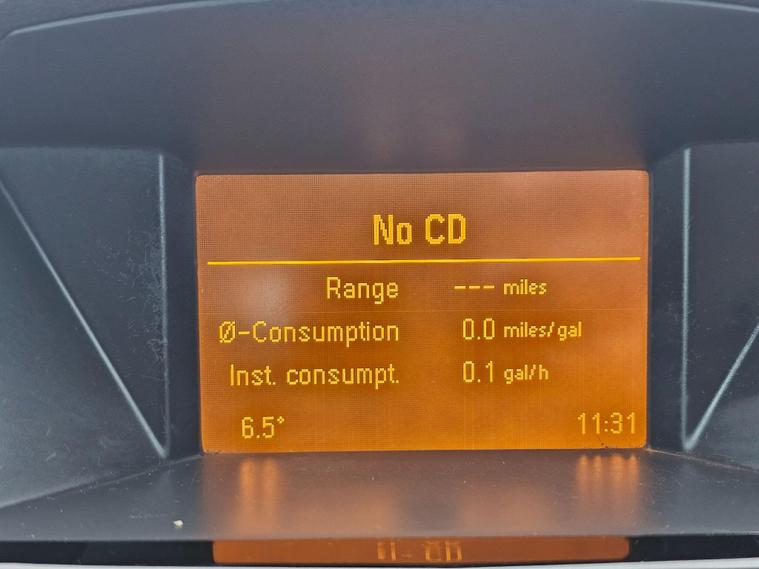 No CD
Range --- miles
Ø-Consumption 0.0 miles/gal
Inst. consumpt. 0.1 gal/h
6.5° 11:31